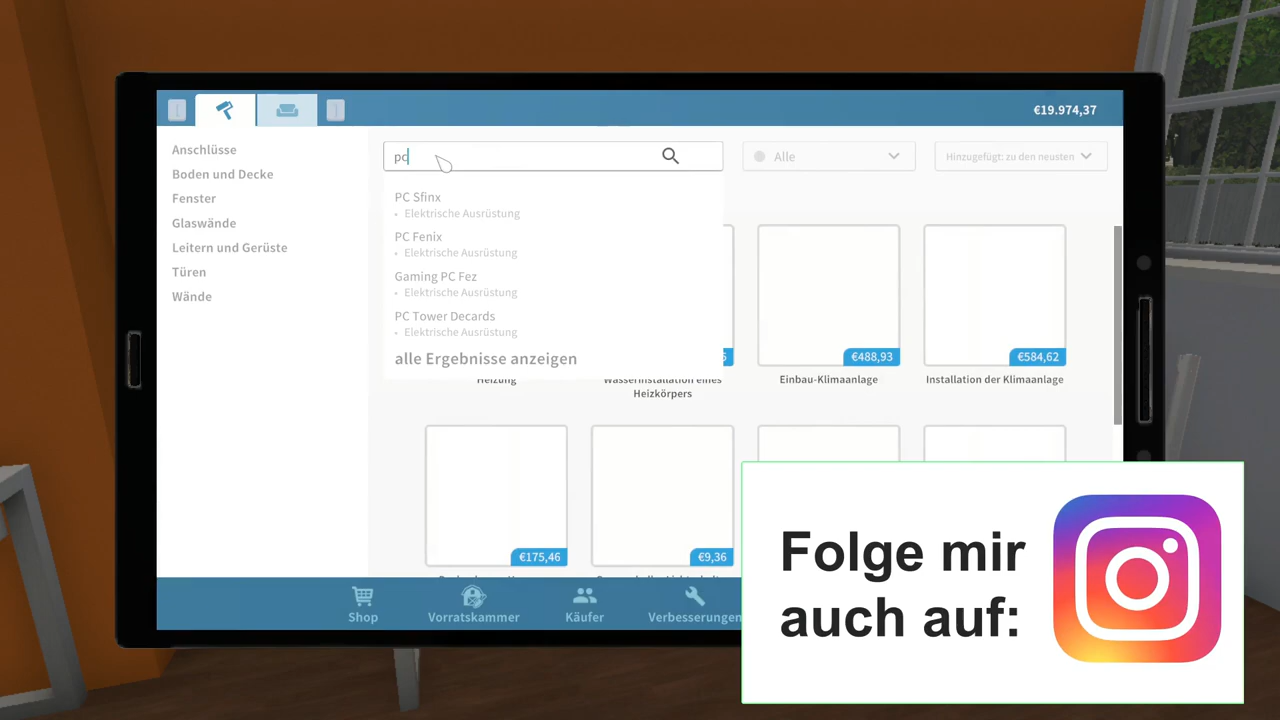 €19.974,37
Anschlüsse
Boden und Decke
Fenster
Glaswände
Leitern und Gerüste
Türen
Wände
pc
Alle
Hinzugefügt: zu den neusten
PC Sfinx
• Elektrische Ausrüstung
PC Fenix
• Elektrische Ausrüstung
Gaming PC Fez
• Elektrische Ausrüstung
PC Tower Decards
• Elektrische Ausrüstung
alle Ergebnisse anzeigen
€488,93
€584,62
Heizung
Wasserinstallation eines
Heizkörpers
Einbau-Klimaanlage
Installation der Klimaanlage
€175,46
€9,36
Shop
Vorratskammer
Käufer
Verbesserungen
Folge mir
auch auf: